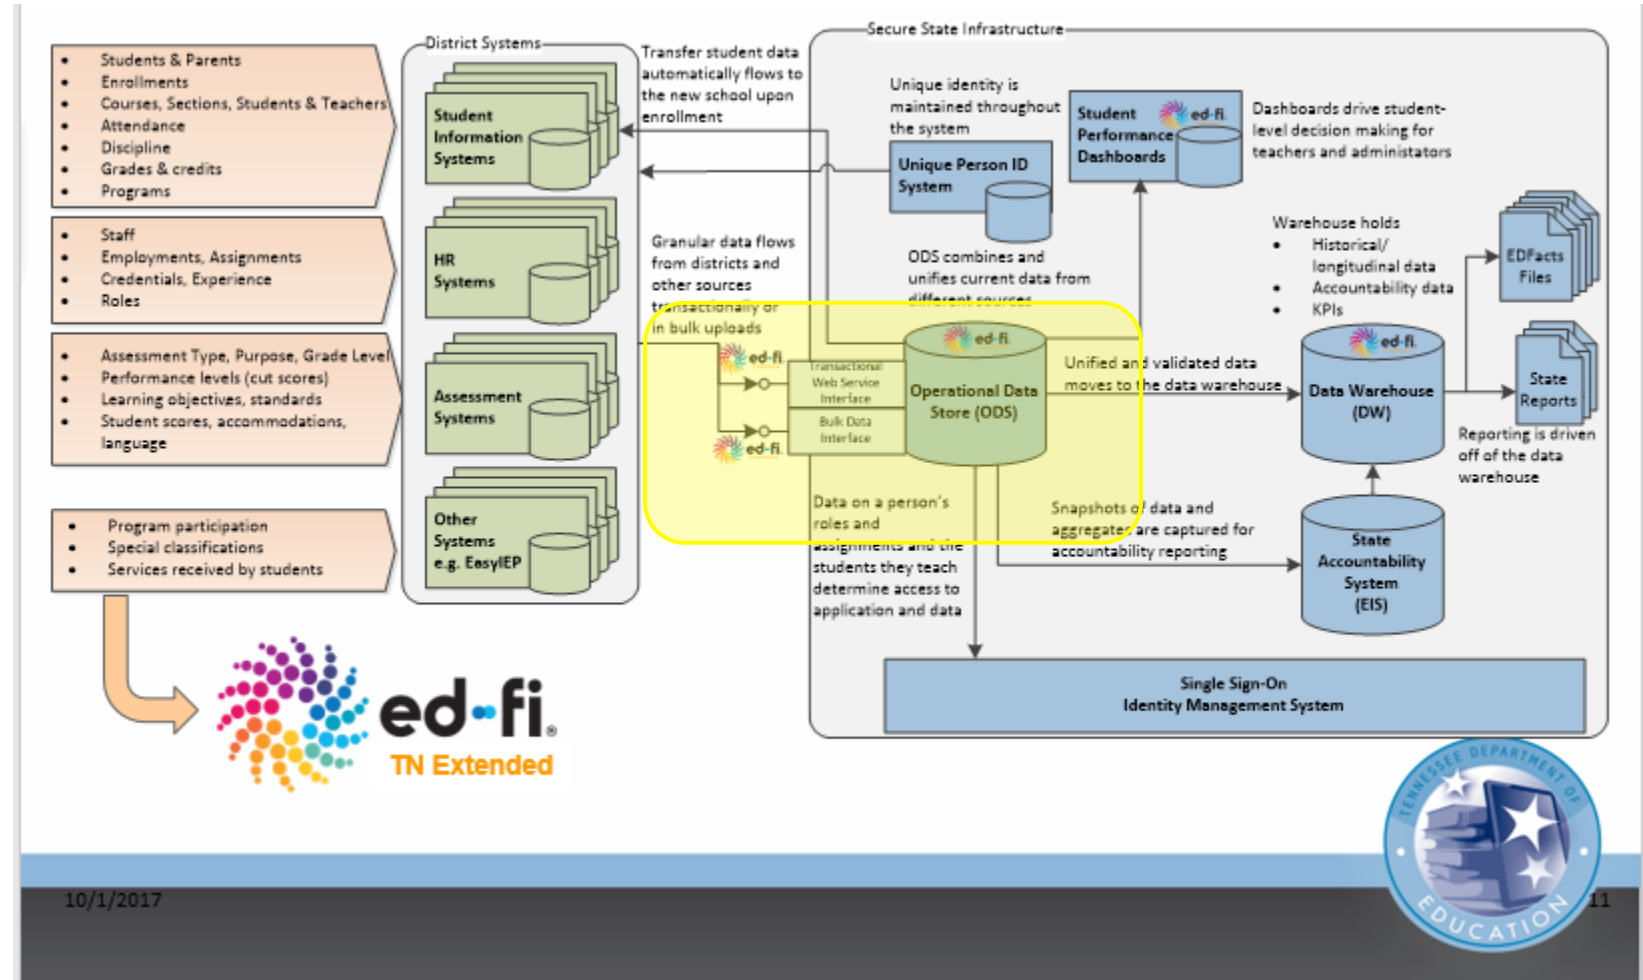 Students & Parents
Enrollments
Courses, Sections, Students & Teachers
Attendance
Discipline
Grades & credits
Programs
Staff
Employments, Assignments
Credentials, Experience
Roles
Assessment Type, Purpose, Grade Level
Performance levels (cut scores)
Learning objectives, standards
Student scores, accommodations,
language
Program participation
Special classifications
Services received by students
District Systems
Student
Information
Systems
HR
Systems
Assessment
Systems
Other
Systems
e.g. EasyIEP
Transfer student data
automatically flows to
the new school upon
enrollment
Granular data flows
from districts and
other sources
transactionally or
in bulk uploads
Secure State Infrastructure
Unique identity is
maintained throughout
the system
Unique Person ID
System
Student
Performance
Dashboards
ed-fi.
Dashboards drive student-
level decision making for
teachers and administators
ODS combines and
unifies current data from
different sources
ed-fi.
Transactional
Web Service
Interface
Bulk Data
Interface
ed-fi.
ed-fi.
Operational Data
Store (ODS)
Unified and validated data
moves to the data warehouse
Warehouse holds
Historical/
longitudinal data
Accountability data
KPIs
ed-fi.
Data Warehouse
(DW)
EDFacts
Files
State
Reports
Reporting is driven
off of the data
warehouse
Data on a person's
roles and
assignments and the
students they teach
determine access to
application and data
Snapshots of data and
aggregates are captured for
accountability reporting
State
Accountability
System
(EIS)
Single Sign-On
Identity Management System
ed-fi®
TN Extended
TENNESSEE DEPARTMENT OF
EDUCATION
10/1/2017
11